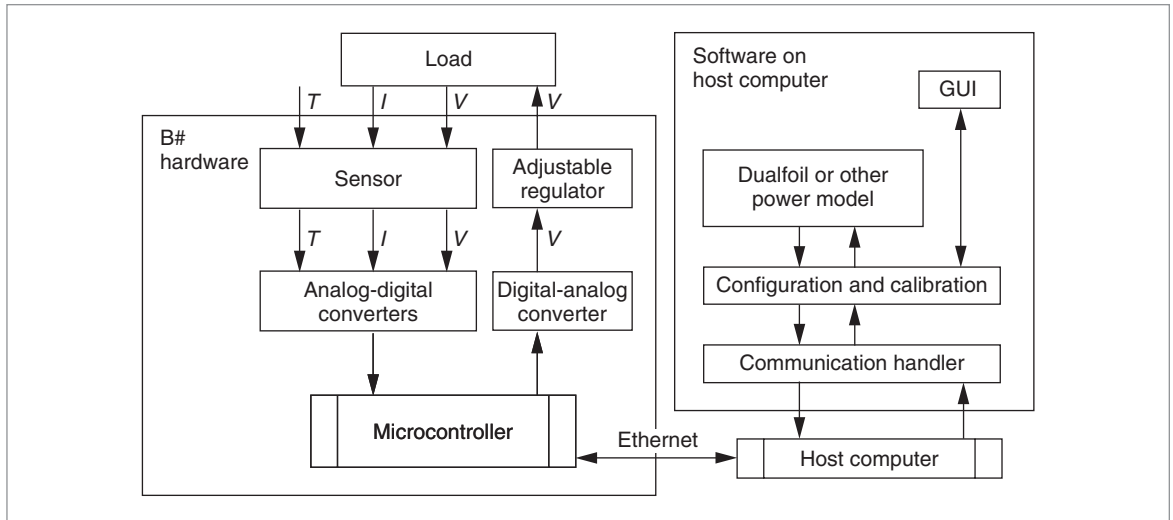 Load
T
I
V
V
B#
hardware
Sensor
Adjustable
regulator
T
I
V
V
Analog-digital
converters
Digital-analog
converter
Microcontroller
Ethernet
Software on
host computer
GUI
Dualfoil or other
power model
Configuration and calibration
Communication handler
Host computer